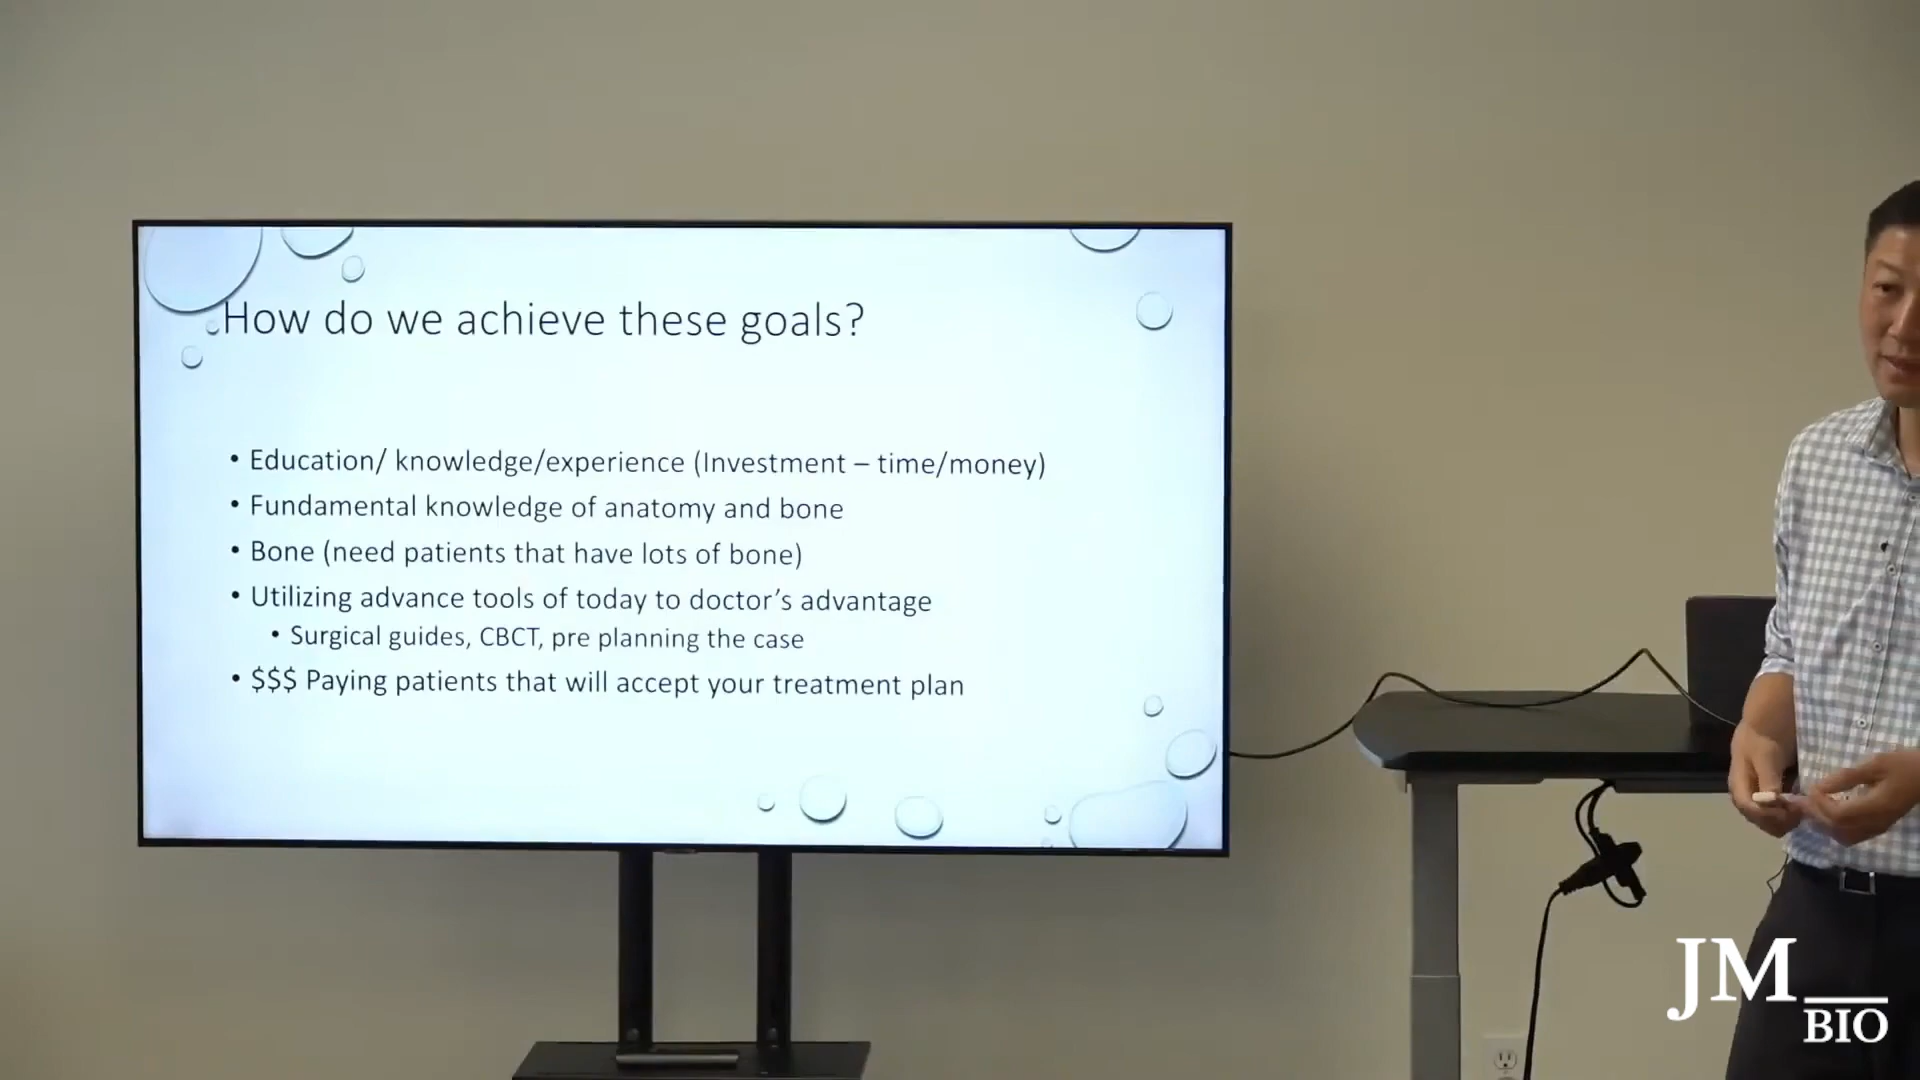 How do we achieve these goals?
• Education/ knowledge/experience (Investment – time/money)
• Fundamental knowledge of anatomy and bone
• Bone (need patients that have lots of bone)
• Utilizing advance tools of today to doctor's advantage
• Surgical guides, CBCT, pre planning the case
• $$$ Paying patients that will accept your treatment plan
JM
BIO